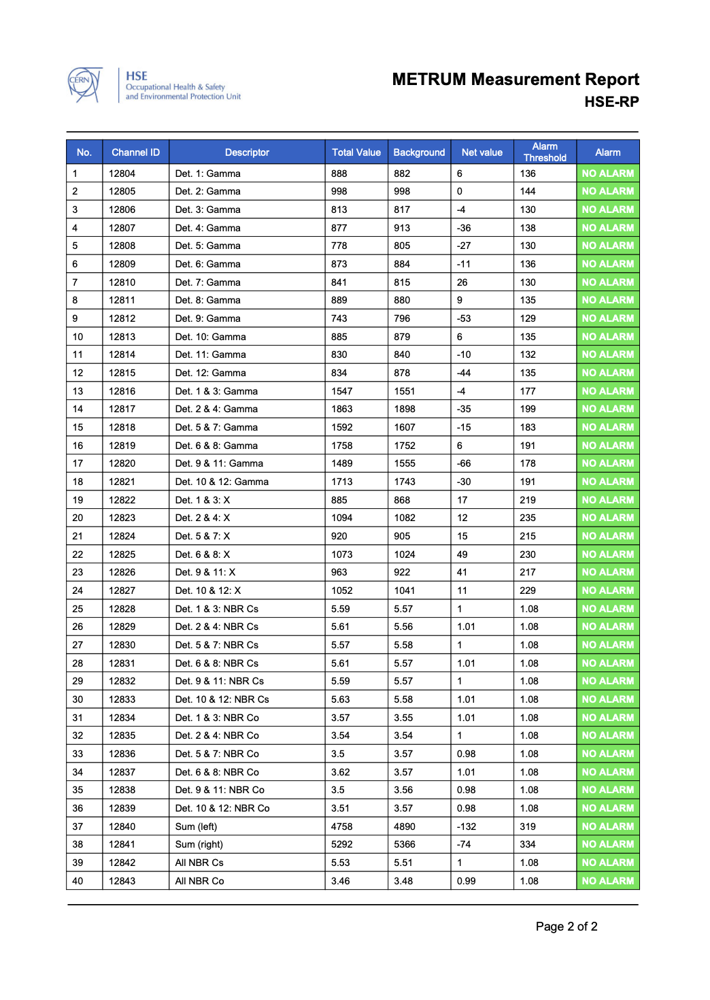 CERN
HSE
Occupational Health & Safety
and Environmental Protection Unit
METRUM Measurement Report
HSE-RP
No. Channel ID Descriptor Total Value Background Net value Alarm Threshold Alarm
1 12804 Det. 1: Gamma 888 882 6 136 NO ALARM
2 12805 Det. 2: Gamma 998 998 0 144 NO ALARM
3 12806 Det. 3: Gamma 813 817 -4 130 NO ALARM
4 12807 Det. 4: Gamma 877 913 -36 138 NO ALARM
5 12808 Det. 5: Gamma 778 805 -27 130 NO ALARM
6 12809 Det. 6: Gamma 873 884 -11 136 NO ALARM
7 12810 Det. 7: Gamma 841 815 26 130 NO ALARM
8 12811 Det. 8: Gamma 889 880 9 135 NO ALARM
9 12812 Det. 9: Gamma 743 796 -53 129 NO ALARM
10 12813 Det. 10: Gamma 885 879 6 135 NO ALARM
11 12814 Det. 11: Gamma 830 840 -10 132 NO ALARM
12 12815 Det. 12: Gamma 834 878 -44 135 NO ALARM
13 12816 Det. 1 & 3: Gamma 1547 1551 -4 177 NO ALARM
14 12817 Det. 2 & 4: Gamma 1863 1898 -35 199 NO ALARM
15 12818 Det. 5 & 7: Gamma 1592 1607 -15 183 NO ALARM
16 12819 Det. 6 & 8: Gamma 1758 1752 6 191 NO ALARM
17 12820 Det. 9 & 11: Gamma 1489 1555 -66 178 NO ALARM
18 12821 Det. 10 & 12: Gamma 1713 1743 -30 191 NO ALARM
19 12822 Det. 1 & 3: X 885 868 17 219 NO ALARM
20 12823 Det. 2 & 4: X 1094 1082 12 235 NO ALARM
21 12824 Det. 5 & 7: X 920 905 15 215 NO ALARM
22 12825 Det. 6 & 8: X 1073 1024 49 230 NO ALARM
23 12826 Det. 9 & 11: X 963 922 41 217 NO ALARM
24 12827 Det. 10 & 12: X 1052 1041 11 229 NO ALARM
25 12828 Det. 1 & 3: NBR Cs 5.59 5.57 1 1.08 NO ALARM
26 12829 Det. 2 & 4: NBR Cs 5.61 5.56 1.01 1.08 NO ALARM
27 12830 Det. 5 & 7: NBR Cs 5.57 5.58 1 1.08 NO ALARM
28 12831 Det. 6 & 8: NBR Cs 5.61 5.57 1.01 1.08 NO ALARM
29 12832 Det. 9 & 11: NBR Cs 5.59 5.57 1 1.08 NO ALARM
30 12833 Det. 10 & 12: NBR Cs 5.63 5.58 1.01 1.08 NO ALARM
31 12834 Det. 1 & 3: NBR Co 3.57 3.55 1.01 1.08 NO ALARM
32 12835 Det. 2 & 4: NBR Co 3.54 3.54 1 1.08 NO ALARM
33 12836 Det. 5 & 7: NBR Co 3.5 3.57 0.98 1.08 NO ALARM
34 12837 Det. 6 & 8: NBR Co 3.62 3.57 1.01 1.08 NO ALARM
35 12838 Det. 9 & 11: NBR Co 3.5 3.56 0.98 1.08 NO ALARM
36 12839 Det. 10 & 12: NBR Co 3.51 3.57 0.98 1.08 NO ALARM
37 12840 Sum (left) 4758 4890 -132 319 NO ALARM
38 12841 Sum (right) 5292 5366 -74 334 NO ALARM
39 12842 All NBR Cs 5.53 5.51 1 1.08 NO ALARM
40 12843 All NBR Co 3.46 3.48 0.99 1.08 NO ALARM
Page 2 of 2